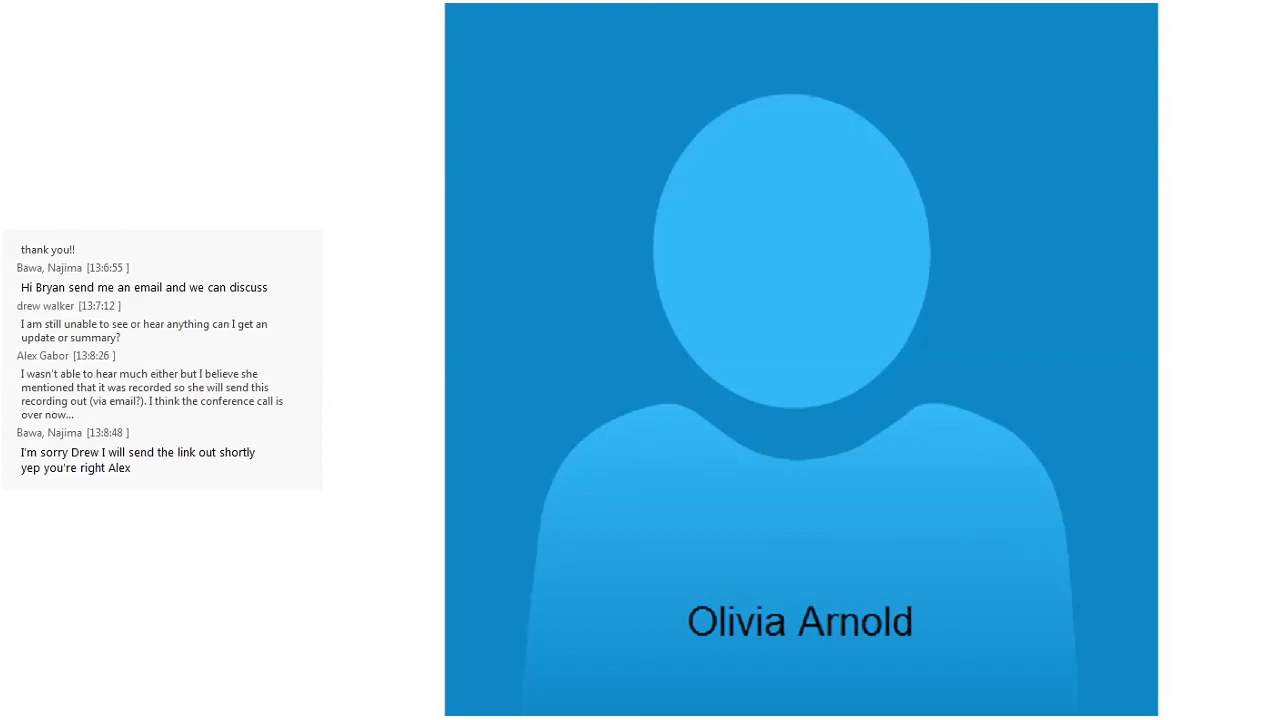 thank you!!
Bawa, Najima [13:6:55 ]
Hi Bryan send me an email and we can discuss
drew walker [13:7:12 ]
I am still unable to see or hear anything can I get an
update or summary?
Alex Gabor [13:8:26 ]
I wasn't able to hear much either but I believe she
mentioned that it was recorded so she will send this
recording out (via email?). I think the conference call is
over now...
Bawa, Najima [13:8:48 ]
I'm sorry Drew I will send the link out shortly
yep you're right Alex
Olivia Arnold